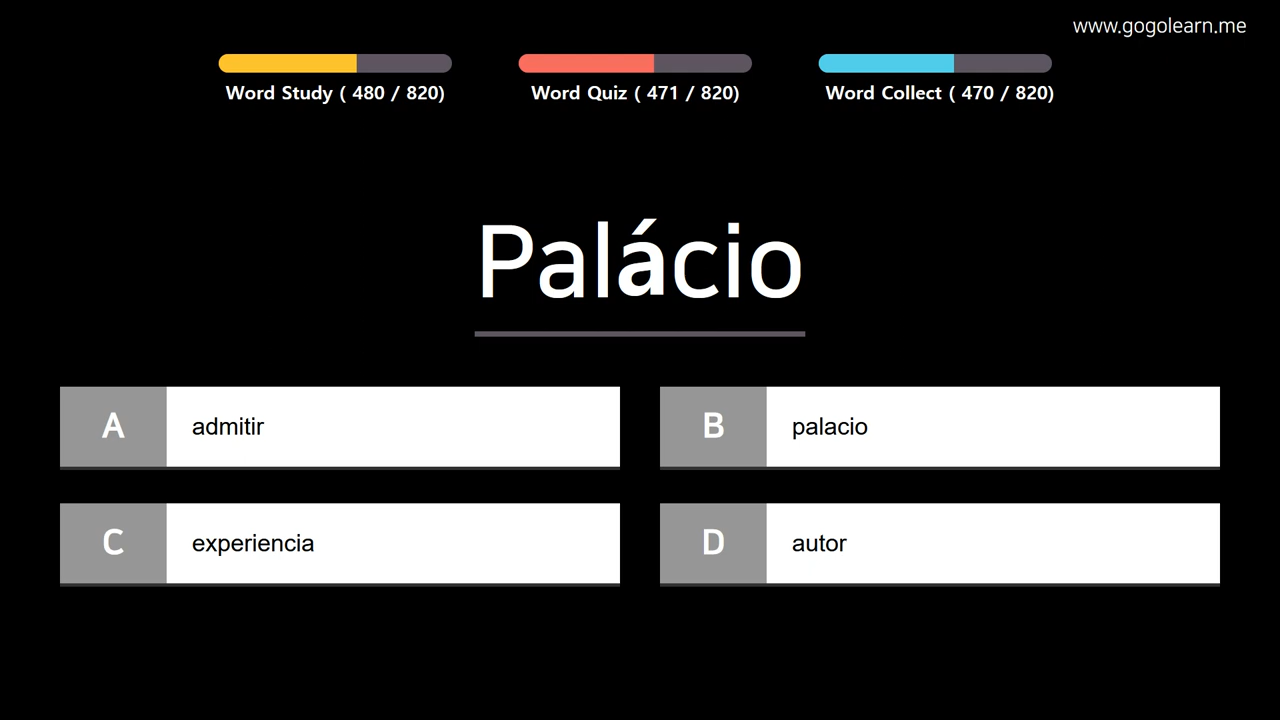 www.gogolearn.me
Word Study ( 480 / 820)
Word Quiz ( 471 / 820)
Word Collect ( 470 / 820)
Palácio
A admitir
B palacio
C experiencia
D autor